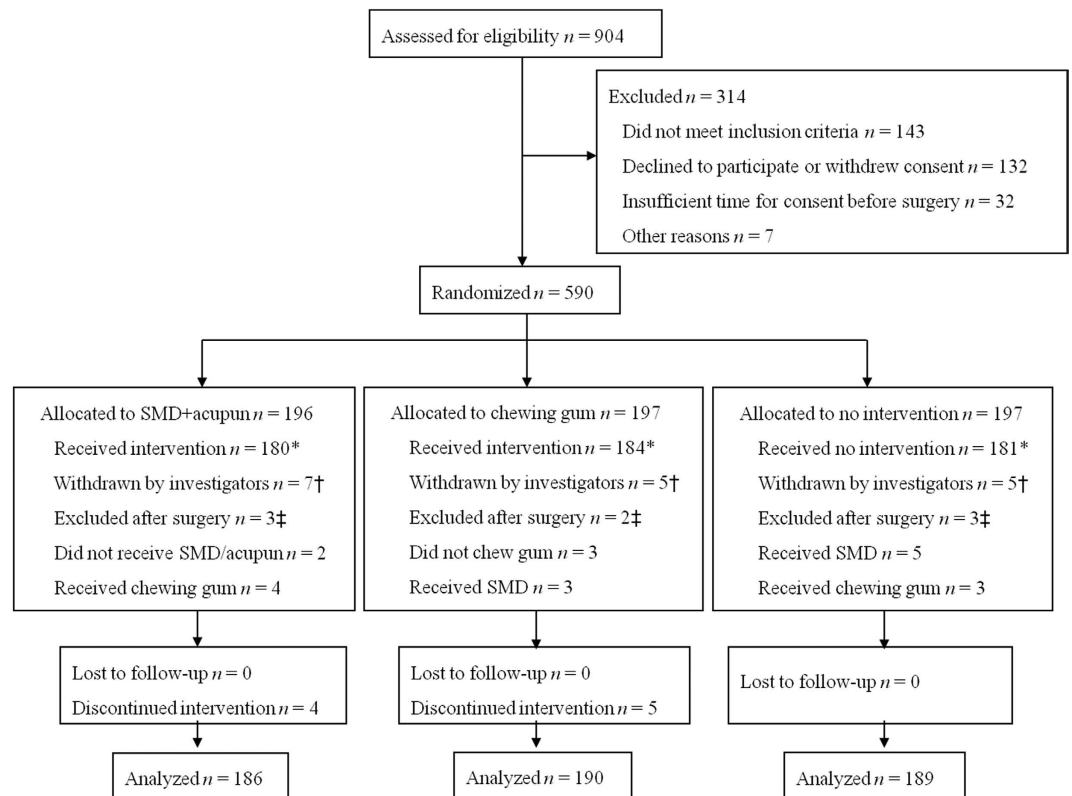 Assessed for eligibility n = 904
Excluded n = 314
Did not meet inclusion criteria n = 143
Declined to participate or withdrew consent n = 132
Insufficient time for consent before surgery n = 32
Other reasons n = 7
Randomized n = 590
Allocated to SMD+acupun n = 196
Received intervention n = 180*
Withdrawn by investigators n = 7†
Excluded after surgery n = 3‡
Did not receive SMD/acupun n = 2
Received chewing gum n = 4
Allocated to chewing gum n = 197
Received intervention n = 184*
Withdrawn by investigators n = 5†
Excluded after surgery n = 2‡
Did not chew gum n = 3
Received SMD n = 3
Allocated to no intervention n = 197
Received no intervention n = 181*
Withdrawn by investigators n = 5†
Excluded after surgery n = 3‡
Received SMD n = 5
Received chewing gum n = 3
Lost to follow-up n = 0
Discontinued intervention n = 4
Lost to follow-up n = 0
Discontinued intervention n = 5
Lost to follow-up n = 0
Analyzed n = 186
Analyzed n = 190
Analyzed n = 189